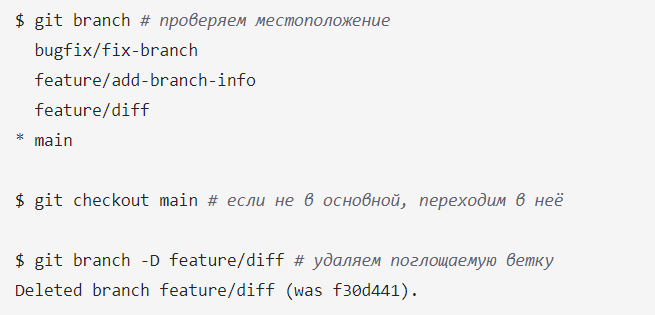 $ git branch # проверяем местоположение
  bugfix/fix-branch
  feature/add-branch-info
  feature/diff
* main
$ git checkout main # если не в основной, переходим в неё
$ git branch -D feature/diff # удаляем поглощаемую ветку
Deleted branch feature/diff (was f30d441).